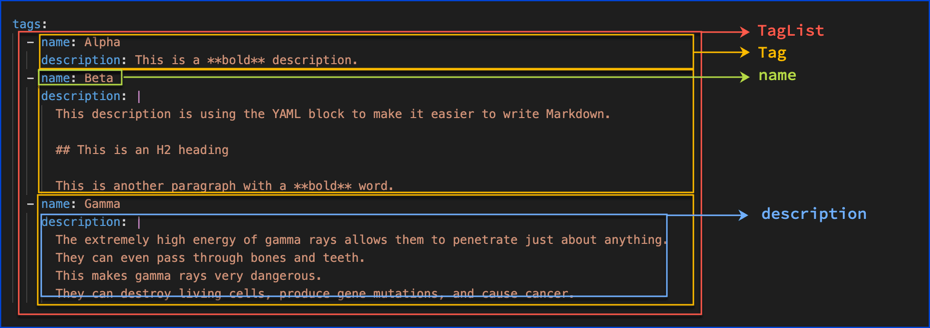 tags:
- name: Alpha
description: This is a **bold** description.
- name: Beta
description: |
This description is using the YAML block to make it easier to write Markdown.
## This is an H2 heading
This is another paragraph with a **bold** word.
- name: Gamma
description: |
The extremely high energy of gamma rays allows them to penetrate just about anything.
They can even pass through bones and teeth.
This makes gamma rays very dangerous.
They can destroy living cells, produce gene mutations, and cause cancer.
TagList
Tag
name
description